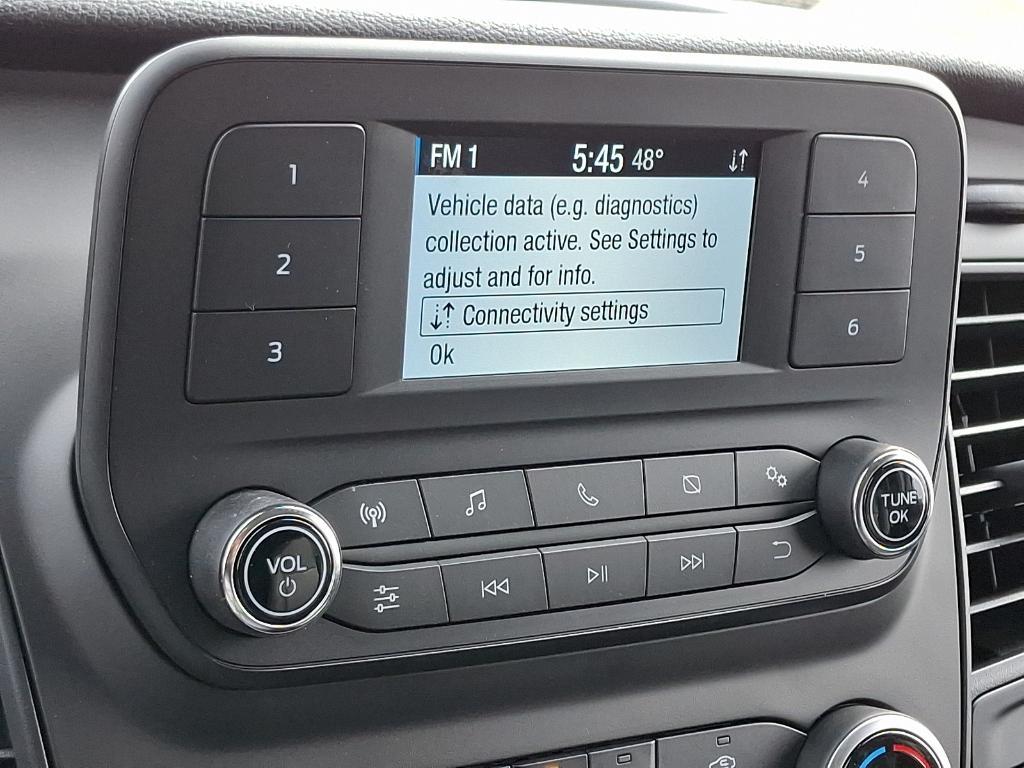 FM 1 5:45 48°
Vehicle data (e.g. diagnostics)
collection active. See Settings to
adjust and for info.
Connectivity settings
Ok
1
2
3
4
5
6
VOL
TUNE
OK